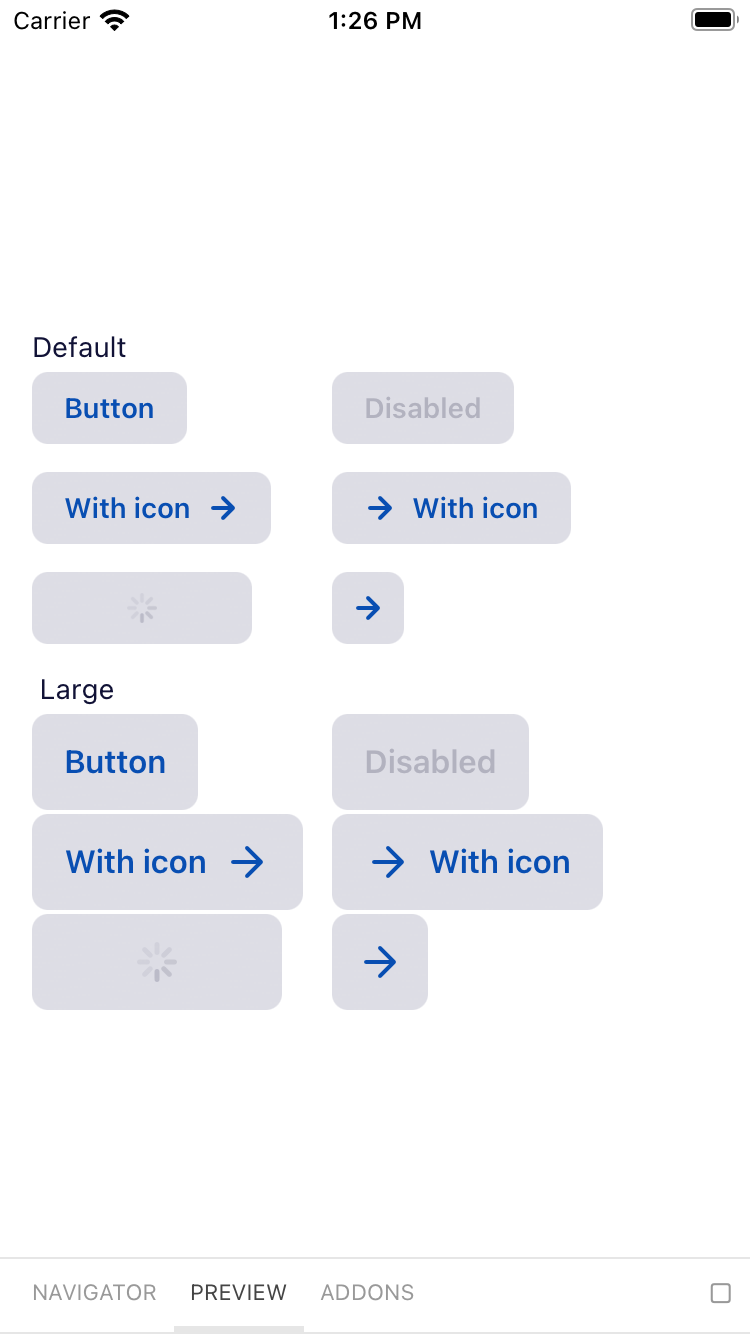 Carrier 1:26 PM
Default
Button Disabled
With icon With icon
Large
Button Disabled
With icon With icon
NAVIGATOR PREVIEW ADDONS